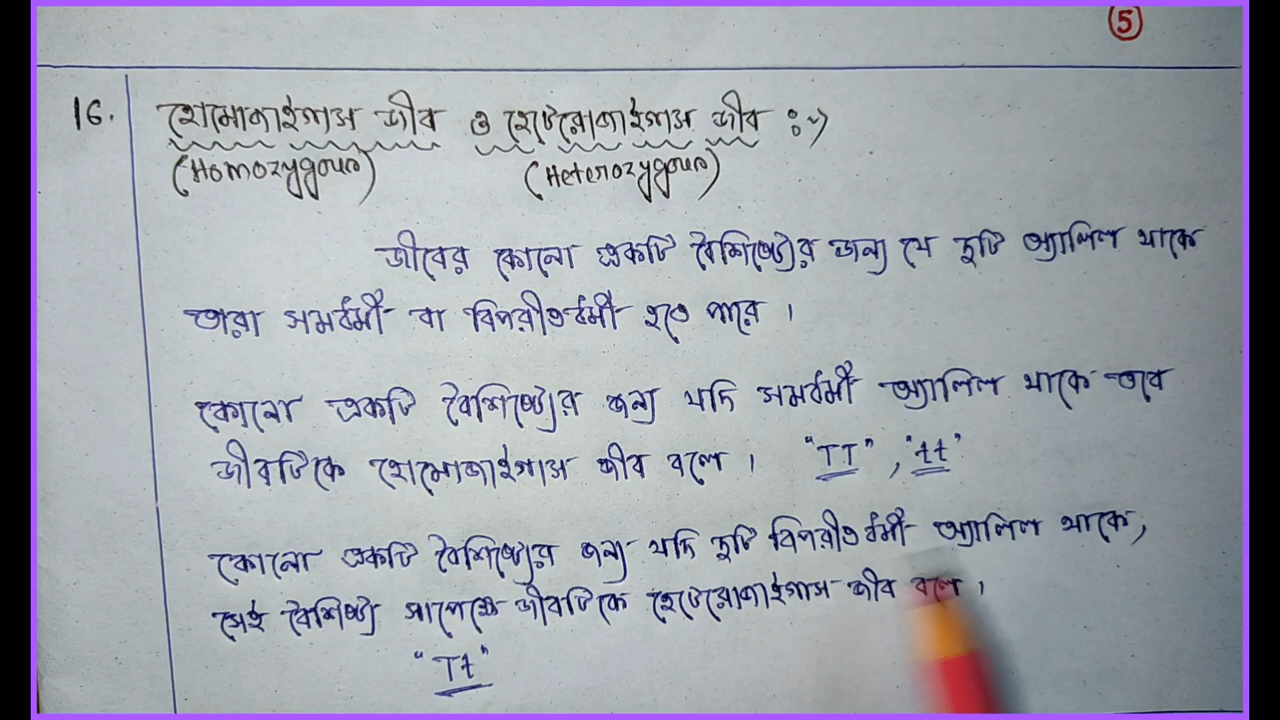 5
16. হোমোজাইগাস জীব ও হেটেরোজাইগাস জীব :->
(Homozygous) (Heterozygous)
জীবের কোনো একটি বৈশিষ্ট্যের জন্য যে দুটি অ্যালিল থাকে
তারা সমধর্মী বা বিপরীতধর্মী হতে পারে ।
কোনো একটি বৈশিষ্ট্যের জন্য যদি সমধর্মী অ্যালিল থাকে তবে
জীবটিকে হোমোজাইগাস জীব বলে । "TT" , "tt"
কোনো একটি বৈশিষ্ট্যের জন্য যদি দুটি বিপরীতধর্মী অ্যালিল থাকে,
সেই বৈশিষ্ট্য সাপেক্ষে জীবটিকে হেটেরোজাইগাস জীব বলে ।
"Tt"